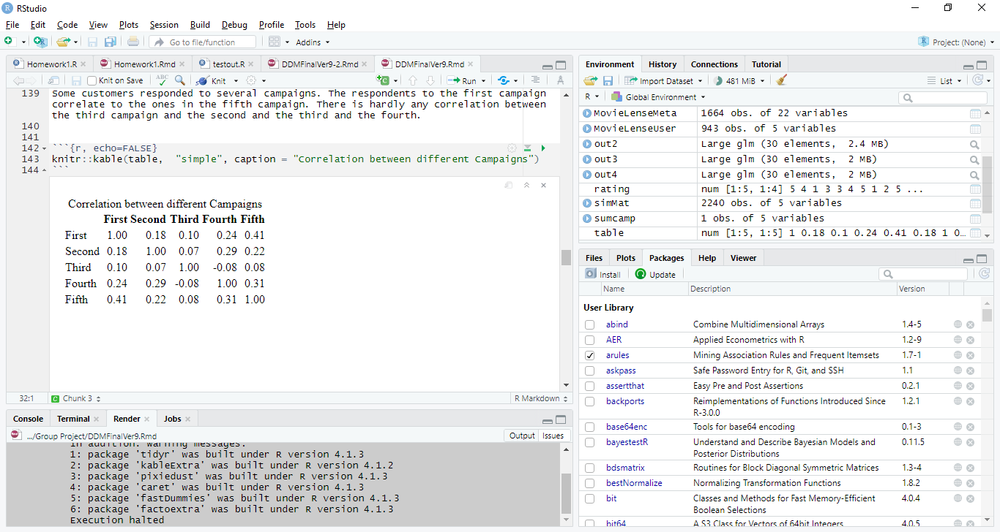 RStudio
File Edit Code View Plots Session Build Debug Profile Tools Help
Go to file/function Addins Project: (None)
Homework1.R Homework1.Rmd testout.R DDMFinalVer9-2.Rmd DDMFinalVer9.Rmd
Knit on Save ABC Knit Run
139 Some customers responded to several campaigns. The respondents to the first campaign
correlate to the ones in the fifth campaign. There is hardly any correlation between
the third campaign and the second and the third and the fourth.
140
141
142 ```{r, echo=FALSE}
143 knitr::kable(table, "simple", caption = "Correlation between different Campaigns")
144 ```
Correlation between different Campaigns
First Second Third Fourth Fifth
First 1.00 0.18 0.10 0.24 0.41
Second 0.18 1.00 0.07 0.29 0.22
Third 0.10 0.07 1.00 -0.08 0.08
Fourth 0.24 0.29 -0.08 1.00 0.31
Fifth 0.41 0.22 0.08 0.31 1.00
32:1 Chunk 3 R Markdown
Console Terminal Render Jobs
.../Group Project/DDMFinalVer9.Rmd Output Issues
In addition: Warning messages:
1: package 'tidyr' was built under R version 4.1.3
2: package 'kableExtra' was built under R version 4.1.2
3: package 'pixiedust' was built under R version 4.1.3
4: package 'caret' was built under R version 4.1.3
5: package 'fastDummies' was built under R version 4.1.3
6: package 'factoextra' was built under R version 4.1.3
Execution halted
Environment History Connections Tutorial
Import Dataset 481 MiB List
R Global Environment
MovieLenseMeta 1664 obs. of 22 variables
MovieLenseUser 943 obs. of 5 variables
out2 Large glm (30 elements, 2.4 MB)
out3 Large glm (30 elements, 2 MB)
out4 Large glm (30 elements, 2 MB)
rating num [1:5, 1:4] 5 4 1 3 3 4 5 1 2 5 ...
simMat 2240 obs. of 5 variables
sumcamp 1 obs. of 5 variables
table num [1:5, 1:5] 1 0.18 0.1 0.24 0.41 0.18 1 0...
Files Plots Packages Help Viewer
Install Update
Name Description Version
User Library
abind Combine Multidimensional Arrays 1.4-5
AER Applied Econometrics with R 1.2-9
arules Mining Association Rules and Frequent Itemsets 1.7-1
askpass Safe Password Entry for R, Git, and SSH 1.1
assertthat Easy Pre and Post Assertions 0.2.1
backports Reimplementations of Functions Introduced Since 1.2.1
R-3.0.0
base64enc Tools for base64 encoding 0.1-3
bayestestR Understand and Describe Bayesian Models and 0.11.5
Posterior Distributions
bdsmatrix Routines for Block Diagonal Symmetric Matrices 1.3-4
bestNormalize Normalizing Transformation Functions 1.8.2
bit Classes and Methods for Fast Memory-Efficient 4.0.4
Boolean Selections
bit64 A S3 Class for Vectors of 64bit Integers 4.0.5